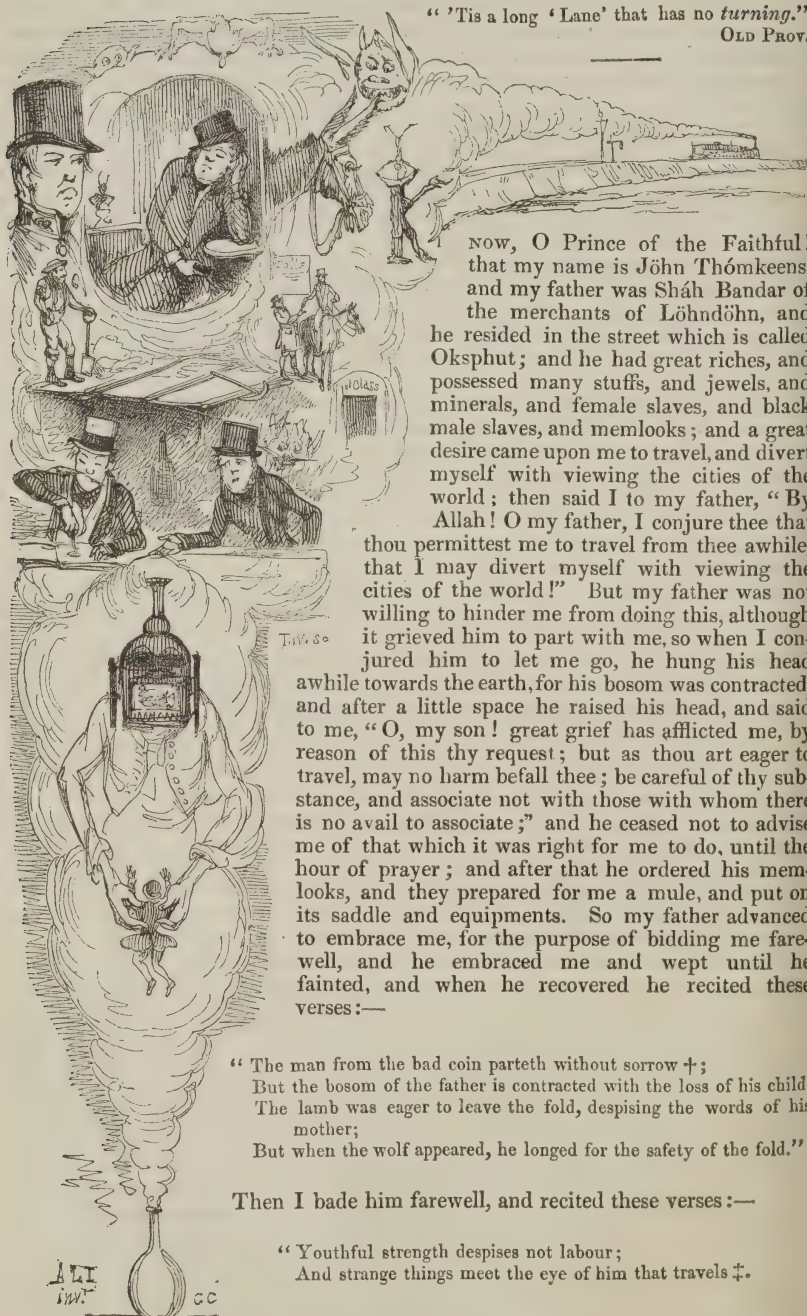 “ ’Tis a long ‘ Lane’ that has no turning.”
OLD PROV.
NOW, O Prince of the Faithful!
that my name is Jöhn Thómkeens
and my father was Sháh Bandar of
the merchants of Löhndöhn, and
he resided in the street which is called
Oksphut; and he had great riches, and
possessed many stuffs, and jewels, and
minerals, and female slaves, and black
male slaves, and memlooks; and a great
desire came upon me to travel, and divert
myself with viewing the cities of the
world; then said I to my father, “ By
Allah! O my father, I conjure thee that
thou permittest me to travel from thee awhile
that I may divert myself with viewing the
cities of the world!” But my father was not
willing to hinder me from doing this, although
it grieved him to part with me, so when I con-
jured him to let me go, he hung his head
awhile towards the earth, for his bosom was contracted
and after a little space he raised his head, and said
to me, “ O, my son! great grief has afflicted me, by
reason of this thy request; but as thou art eager to
travel, may no harm befall thee; be careful of thy sub-
stance, and associate not with those with whom there
is no avail to associate;” and he ceased not to advise
me of that which it was right for me to do, until the
hour of prayer; and after that he ordered his mem-
looks, and they prepared for me a mule, and put on
its saddle and equipments. So my father advanced
to embrace me, for the purpose of bidding me fare-
well, and he embraced me and wept until he
fainted, and when he recovered he recited these
verses:—
“ The man from the bad coin parteth without sorrow †;
But the bosom of the father is contracted with the loss of his child
The lamb was eager to leave the fold, despising the words of his
mother;
But when the wolf appeared, he longed for the safety of the fold.”
Then I bade him farewell, and recited these verses:—
“ Youthful strength despises not labour;
And strange things meet the eye of him that travels ‡.
1st Class
ALI
invt
GC